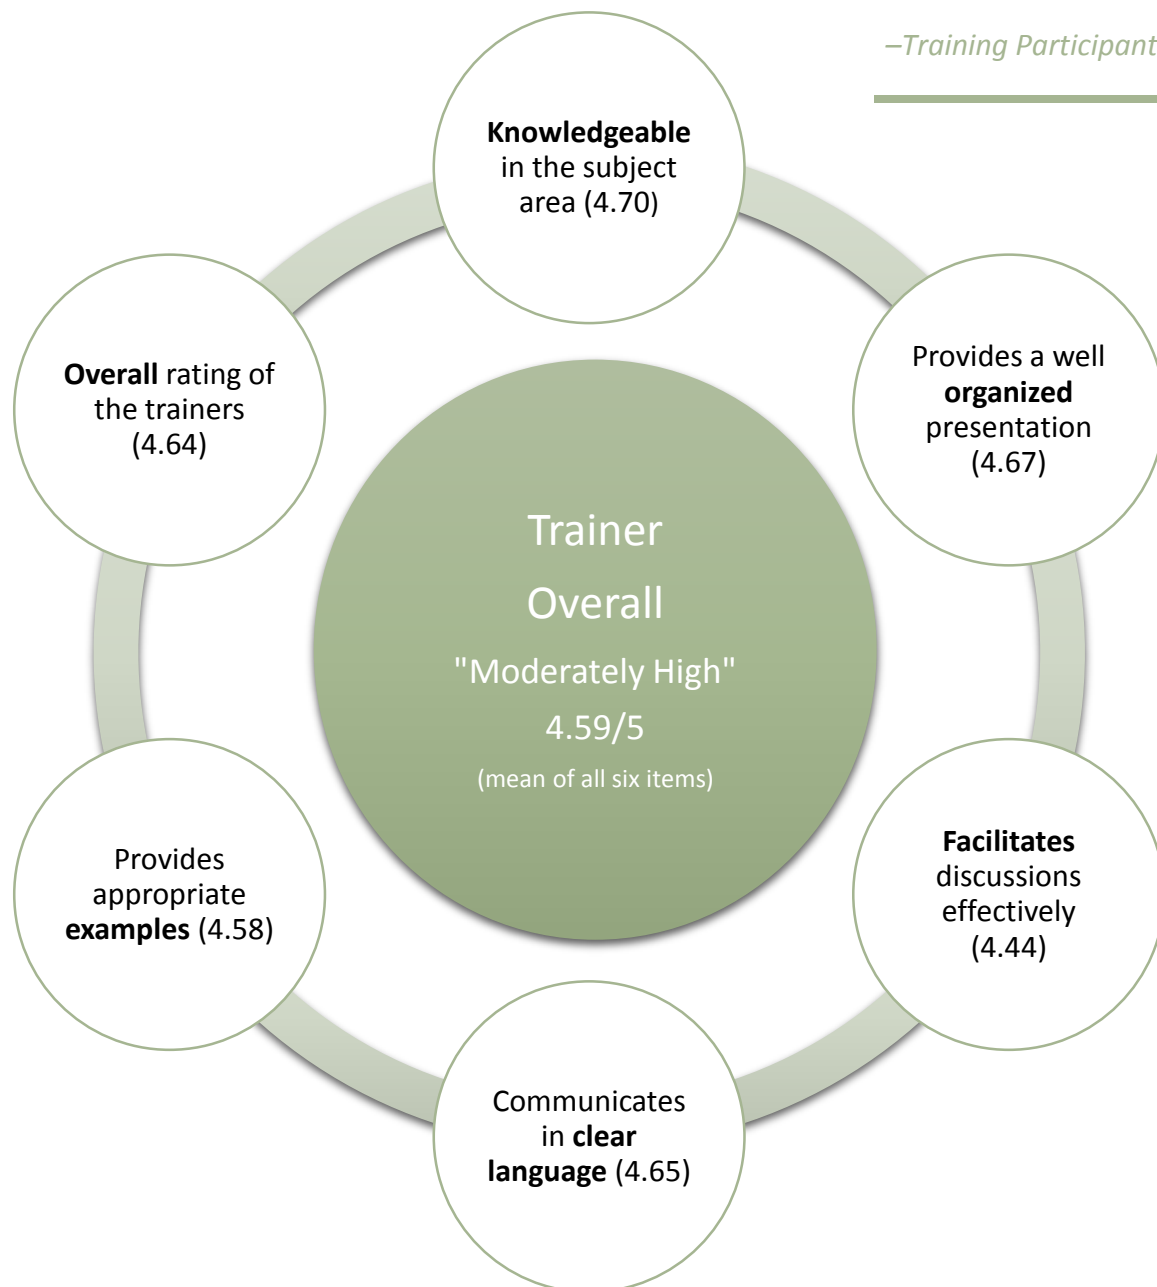 –Training Participant
Knowledgeable
in the subject
area (4.70)
Provides a well
organized
presentation
(4.67)
Facilitates
discussions
effectively
(4.44)
Communicates
in clear
language (4.65)
Provides
appropriate
examples (4.58)
Overall rating of
the trainers
(4.64)
Trainer
Overall
"Moderately High"
4.59/5
(mean of all six items)